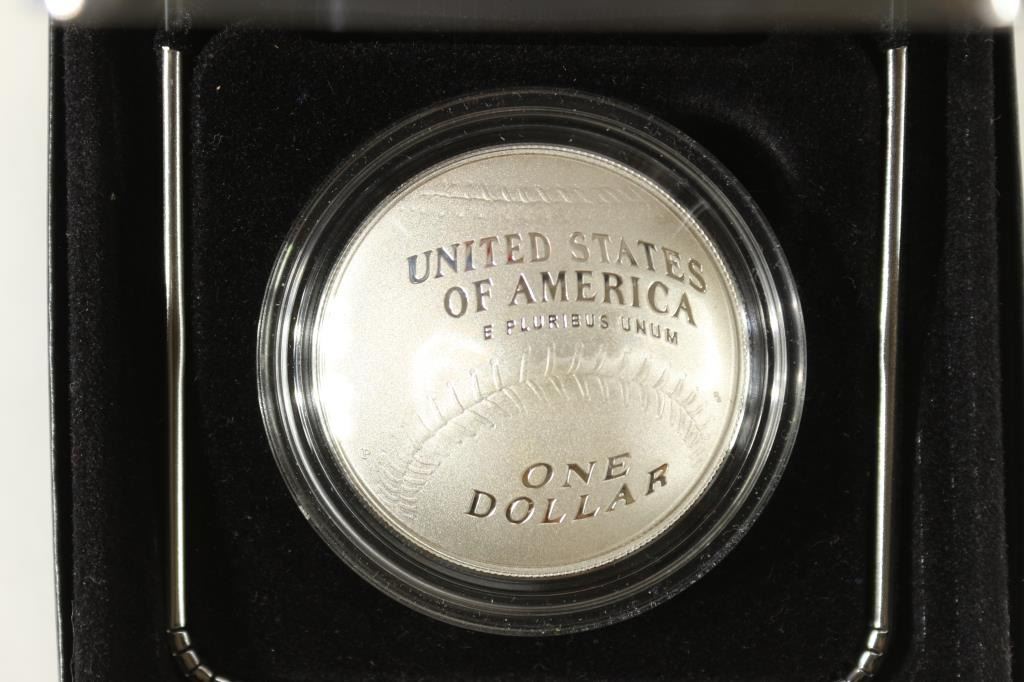 UNITED STATES
OF AMERICA
E PLURIBUS UNUM
P
ONE
DOLLAR